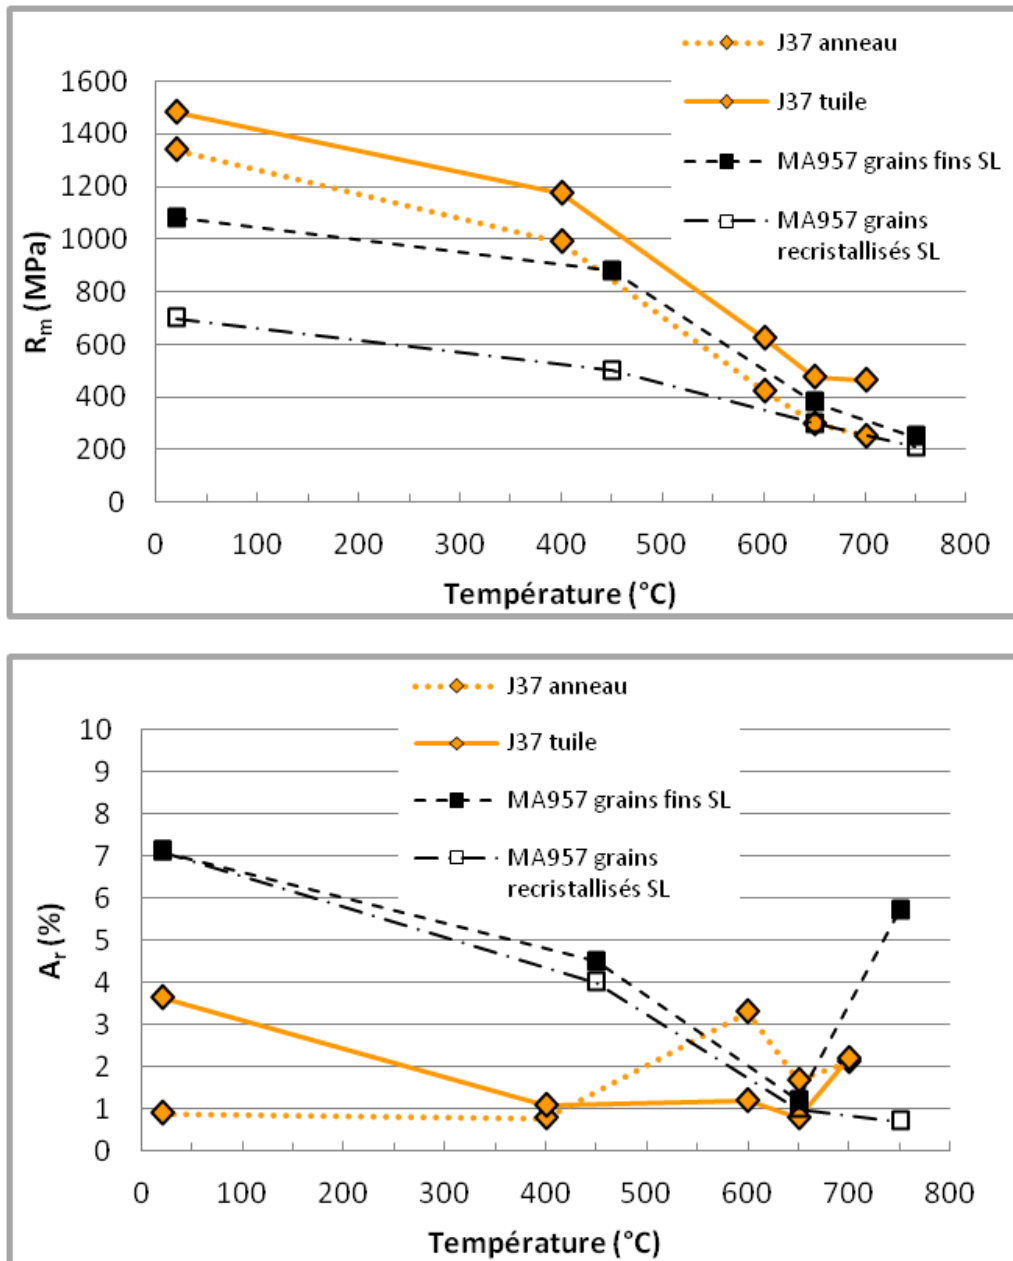 J37 anneau
J37 tuile
MA957 grains fins SL
MA957 grains
recristallisés SL
1600
1400
1200
1000
800
600
400
200
0
Rm (MPa)
0 100 200 300 400 500 600 700 800
Température (°C)
J37 anneau
J37 tuile
MA957 grains fins SL
MA957 grains
recristallisés SL
10
9
8
7
6
5
4
3
2
1
0
Ar (%)
0 100 200 300 400 500 600 700 800
Température (°C)